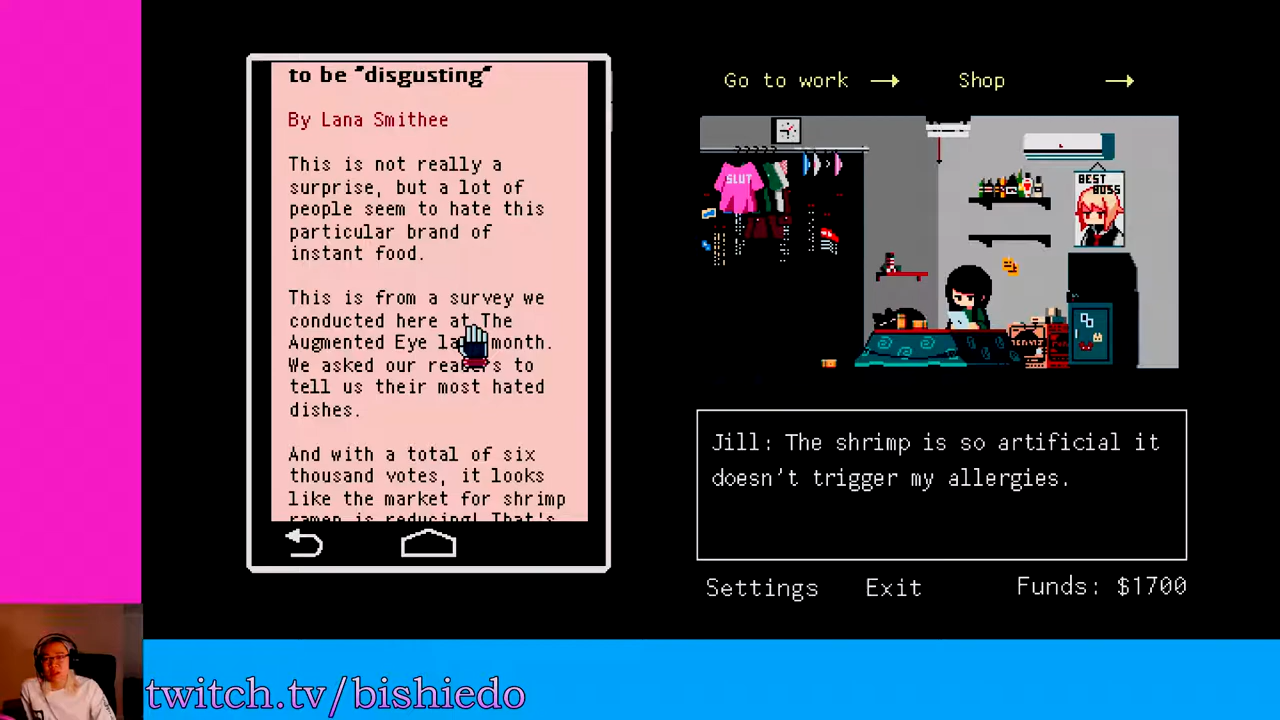 to be "disgusting"
By Lana Smithee
This is not really a
surprise, but a lot of
people seem to hate this
particular brand of
instant food.
This is from a survey we
conducted here at The
Augmented Eye month.
We asked our to
tell us their most hated
dishes.
And with a total of six
thousand votes, it looks
like the market for shrimp
ramen is reducing! That's
Go to work → Shop →
SLUT
BEST
BOSS
Jill: The shrimp is so artificial it
doesn't trigger my allergies.
Settings Exit Funds: $1700
twitch.tv/bishiedo